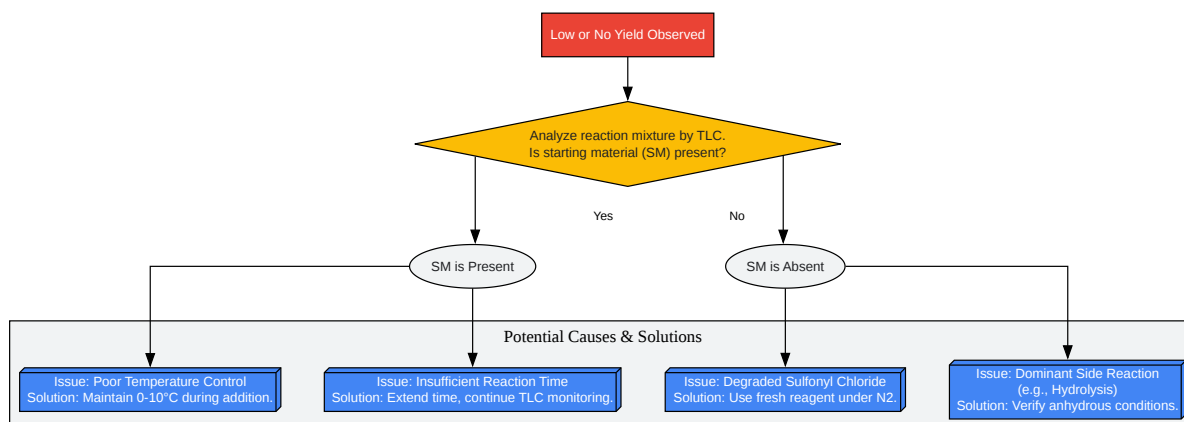 Low or No Yield Observed
Analyze reaction mixture by TLC.
Is starting material (SM) present?
Yes
No
SM is Present
SM is Absent
Potential Causes & Solutions
Issue: Poor Temperature Control
Solution: Maintain 0-10°C during addition.
Issue: Insufficient Reaction Time
Solution: Extend time, continue TLC monitoring.
Issue: Degraded Sulfonyl Chloride
Solution: Use fresh reagent under N2.
Issue: Dominant Side Reaction
(e.g., Hydrolysis)
Solution: Verify anhydrous conditions.